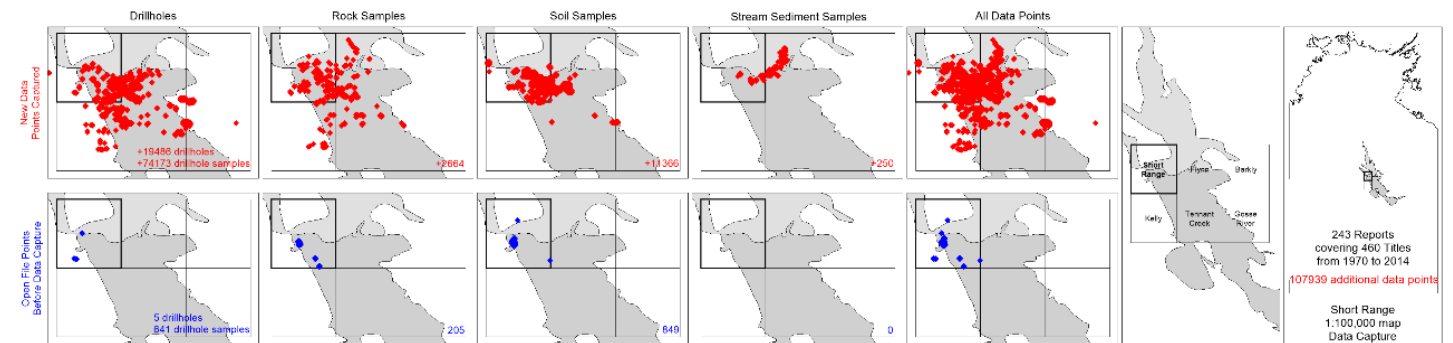 Drillholes
Rock Samples
Soil Samples
Stream Sediment Samples
All Data Points
New Data
Points Captured
+19486 drillholes
+74173 drillhole samples
+2664
+11366
+250
Open File Points
Before Data Capture
5 drillholes
841 drillhole samples
205
849
0
Short
Range
Flynn
Barkly
Kelly
Tennant
Creek
Gosse
River
243 Reports
covering 460 Titles
from 1970 to 2014
107939 additional data points
Short Range
1:100,000 map
Data Capture